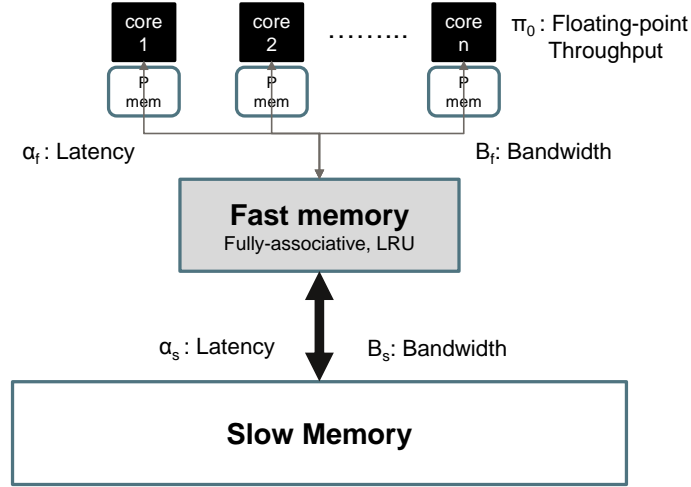 core 1
core 2
.........
core n
π₀ : Floating-point
Throughput
P mem
P mem
P mem
α_f : Latency
B_f: Bandwidth
Fast memory
Fully-associative, LRU
α_s : Latency
B_s: Bandwidth
Slow Memory